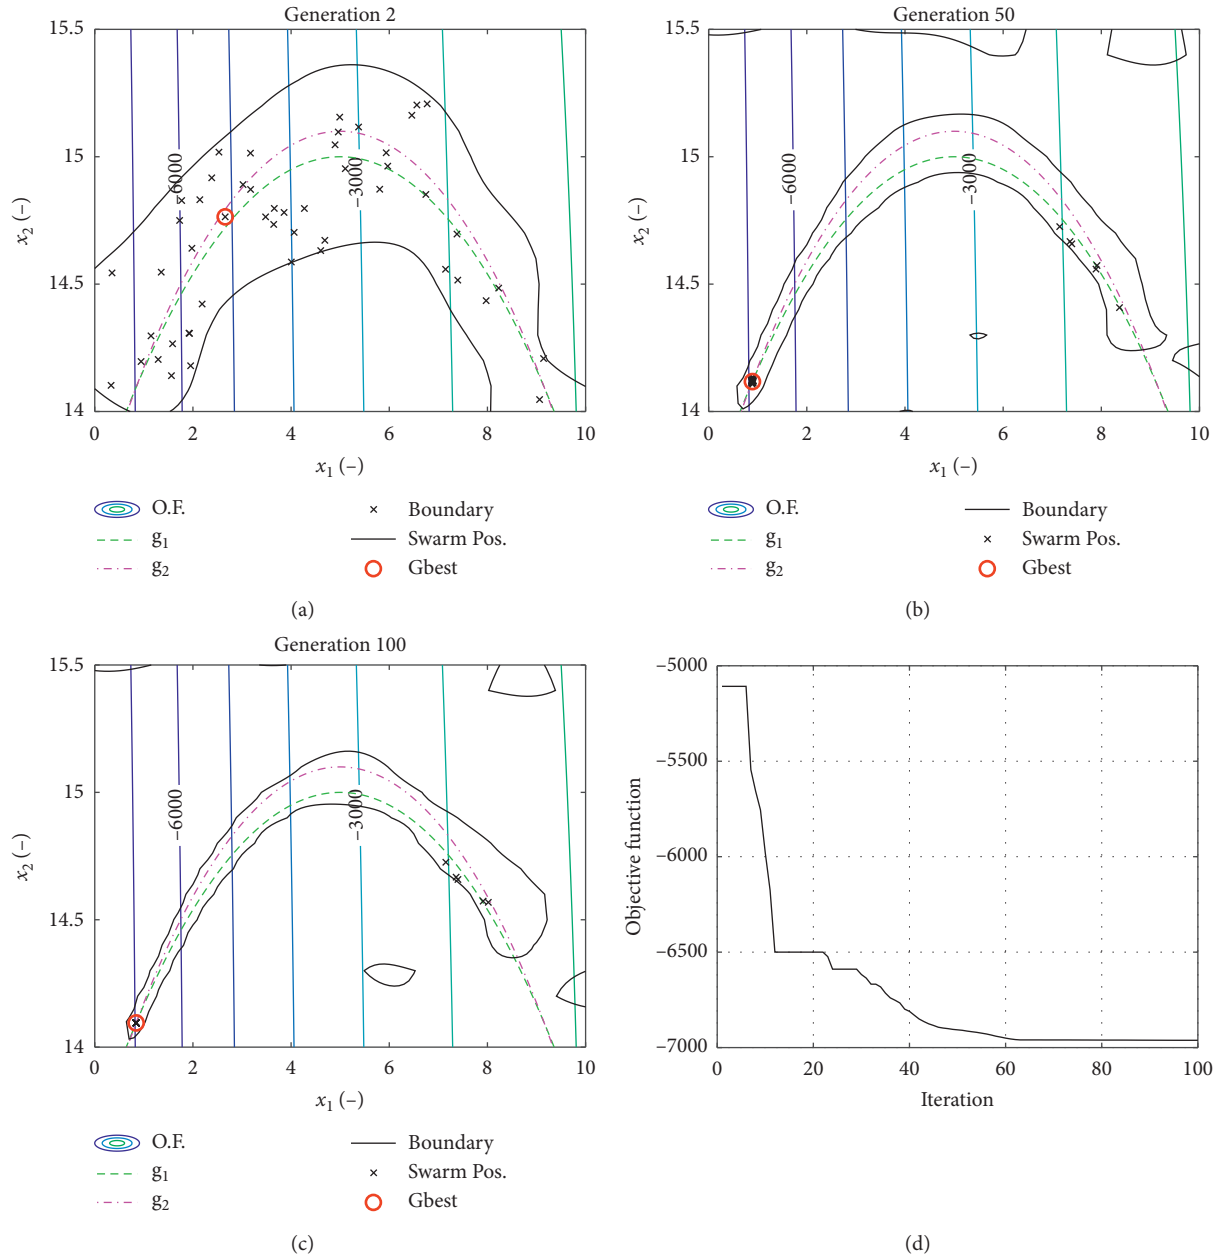 Generation 2
15.5
15
14.5
14
x2 (–)
–6000
–3000
0 2 4 6 8 10
x1 (–)
O.F.
g1
g2
Boundary
Swarm Pos.
Gbest
(a)
Generation 50
15.5
15
14.5
14
x2 (–)
–6000
–3000
0 2 4 6 8 10
x1 (–)
O.F.
g1
g2
Boundary
Swarm Pos.
Gbest
(b)
Generation 100
15.5
15
14.5
14
x2 (–)
–6000
–3000
0 2 4 6 8 10
x1 (–)
O.F.
g1
g2
Boundary
Swarm Pos.
Gbest
(c)
–5000
–5500
–6000
–6500
–7000
Objective function
0 20 40 60 80 100
Iteration
(d)